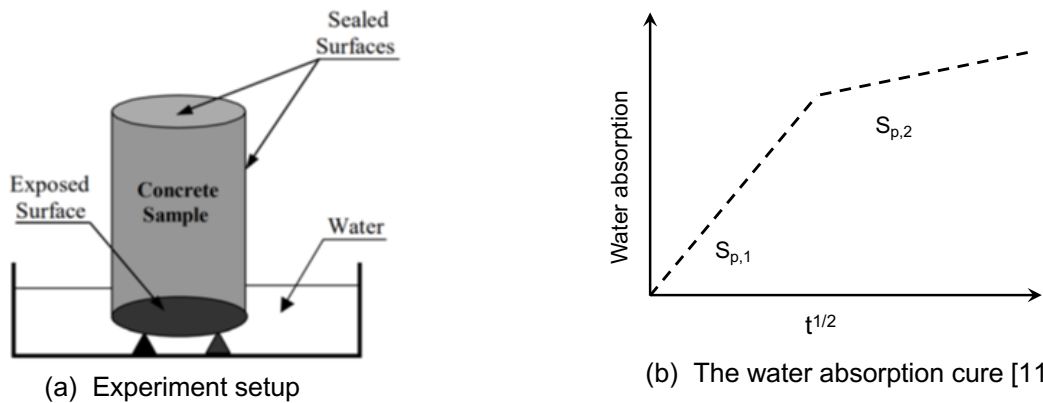 Sealed
Surfaces
Exposed
Surface
Concrete
Sample
Water
(a) Experiment setup
Water absorption
Sp,1
Sp,2
t1/2
(b) The water absorption cure [11